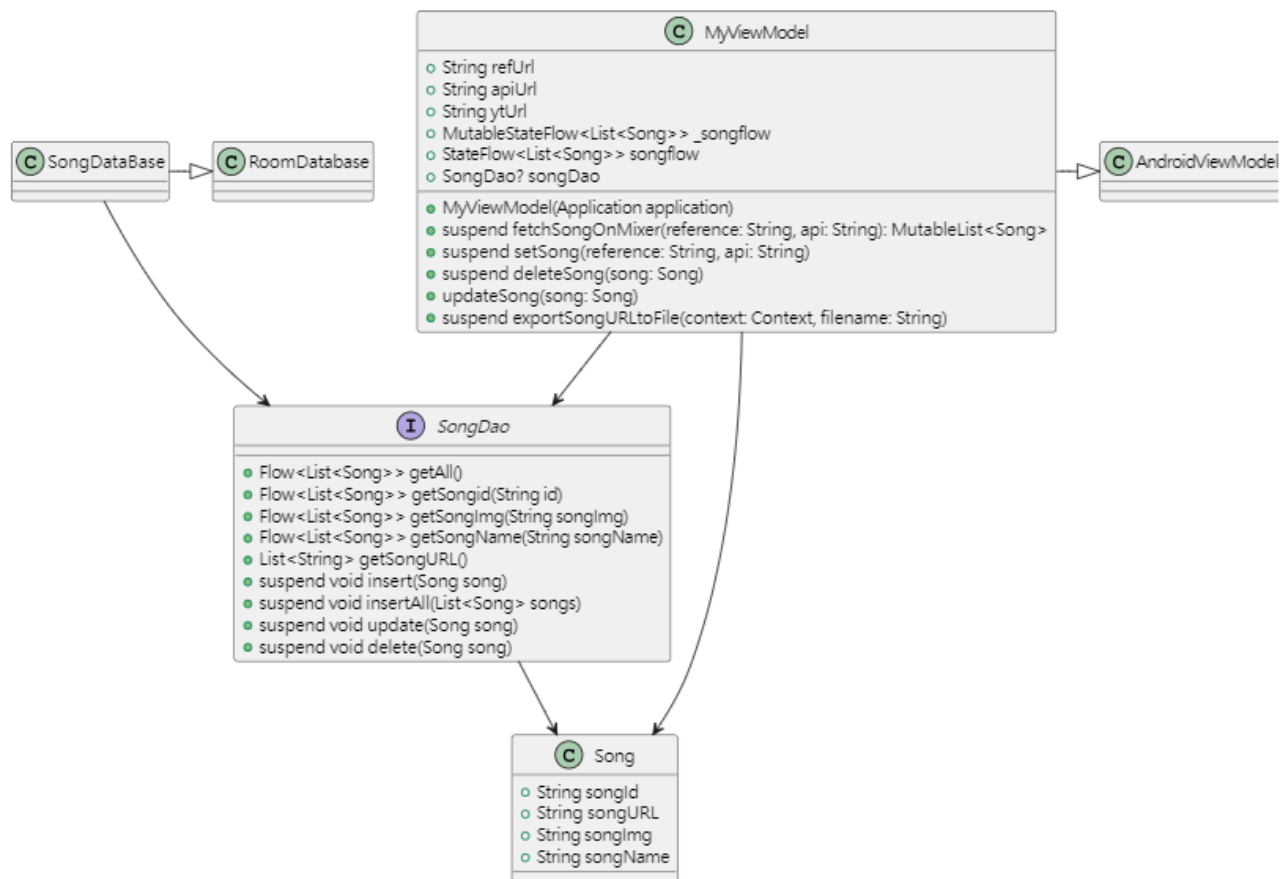 C MyViewModel
String refUrl
String apiUrl
String ytUrl
MutableStateFlow<List<Song>> _songflow
StateFlow<List<Song>> songflow
SongDao? songDao
MyViewModel(Application application)
suspend fetchSongOnMixer(reference: String, api: String): MutableList<Song>
suspend setSong(reference: String, api: String)
suspend deleteSong(song: Song)
updateSong(song: Song)
suspend exportSongURLtoFile(context: Context, filename: String)
C SongDataBase
C RoomDatabase
C AndroidViewModel
I SongDao
Flow<List<Song>> getAll()
Flow<List<Song>> getSongid(String id)
Flow<List<Song>> getSongImg(String songImg)
Flow<List<Song>> getSongName(String songName)
List<String> getSongURL()
suspend void insert(Song song)
suspend void insertAll(List<Song> songs)
suspend void update(Song song)
suspend void delete(Song song)
C Song
String songId
String songURL
String songImg
String songName